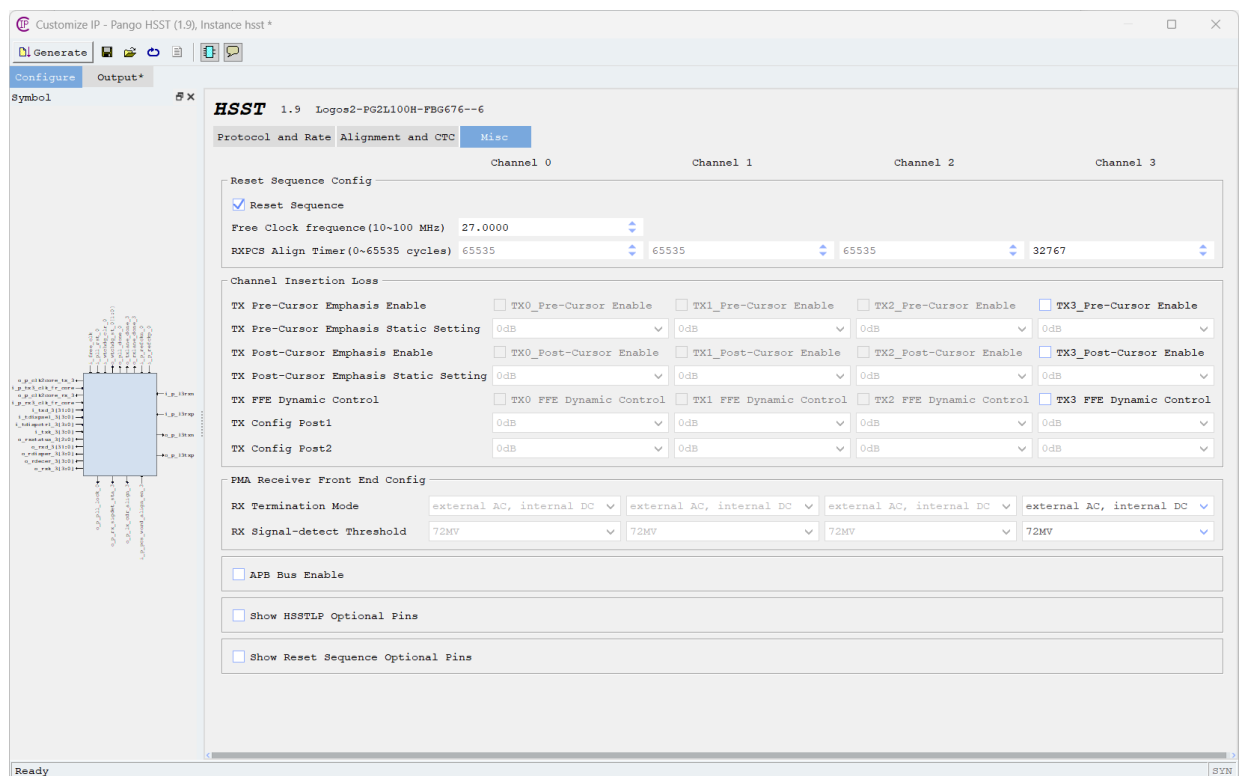 Customize IP - Pango HSST (1.9), Instance hsst *
Generate
Configure Output*
Symbol
HSST 1.9 Logos2-PG2L100H-FBG676--6
Protocol and Rate Alignment and CTC Misc
Channel 0 Channel 1 Channel 2 Channel 3
Reset Sequence Config
Reset Sequence
Free Clock frequence(10~100 MHz) 27.0000
RXPCS Align Timer(0~65535 cycles) 65535 65535 65535 32767
Channel Insertion Loss
TX Pre-Cursor Emphasis Enable TX0_Pre-Cursor Enable TX1_Pre-Cursor Enable TX2_Pre-Cursor Enable TX3_Pre-Cursor Enable
TX Pre-Cursor Emphasis Static Setting 0dB 0dB 0dB 0dB
TX Post-Cursor Emphasis Enable TX0_Post-Cursor Enable TX1_Post-Cursor Enable TX2_Post-Cursor Enable TX3_Post-Cursor Enable
TX Post-Cursor Emphasis Static Setting 0dB 0dB 0dB 0dB
TX FFE Dynamic Control TX0 FFE Dynamic Control TX1 FFE Dynamic Control TX2 FFE Dynamic Control TX3 FFE Dynamic Control
TX Config Post1 0dB 0dB 0dB 0dB
TX Config Post2 0dB 0dB 0dB 0dB
PMA Receiver Front End Config
RX Termination Mode external AC, internal DC external AC, internal DC external AC, internal DC external AC, internal DC
RX Signal-detect Threshold 72MV 72MV 72MV 72MV
APB Bus Enable
Show HSSTLP Optional Pins
Show Reset Sequence Optional Pins
Ready SYN